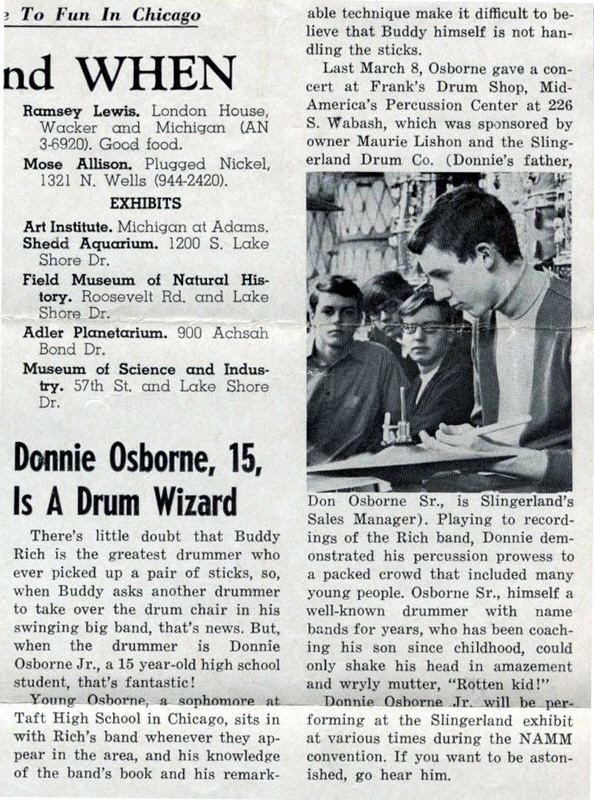 e To Fun In Chicago
nd WHEN
Ramsey Lewis. London House,
Wacker and Michigan (AN
3-6920). Good food.
Mose Allison. Plugged Nickel,
1321 N. Wells (944-2420).
EXHIBITS
Art Institute. Michigan at Adams.
Shedd Aquarium. 1200 S. Lake
Shore Dr.
Field Museum of Natural His-
tory. Roosevelt Rd. and Lake
Shore Dr.
Adler Planetarium. 900 Achsah
Bond Dr.
Museum of Science and Indus-
try. 57th St. and Lake Shore
Dr.
Donnie Osborne, 15,
Is A Drum Wizard
There's little doubt that Buddy
Rich is the greatest drummer who
ever picked up a pair of sticks, so,
when Buddy asks another drummer
to take over the drum chair in his
swinging big band, that's news. But,
when the drummer is Donnie
Osborne Jr., a 15 year-old high school
student, that's fantastic!
Young Osborne, a sophomore at
Taft High School in Chicago, sits in
with Rich's band whenever they ap-
pear in the area, and his knowledge
of the band's book and his remark-
able technique make it difficult to be-
lieve that Buddy himself is not han-
dling the sticks.
Last March 8, Osborne gave a con-
cert at Frank's Drum Shop, Mid-
America's Percussion Center at 226
S. Wabash, which was sponsored by
owner Maurie Lishon and the Sling-
erland Drum Co. (Donnie's father,
Don Osborne Sr., is Slingerland's
Sales Manager). Playing to record-
ings of the Rich band, Donnie dem-
onstrated his percussion prowess to
a packed crowd that included many
young people. Osborne Sr., himself a
well-known drummer with name
bands for years, who has been coach-
ing his son since childhood, could
only shake his head in amazement
and wryly mutter, "Rotten kid!"
Donnie Osborne Jr. will be per-
forming at the Slingerland exhibit
at various times during the NAMM
convention. If you want to be aston-
ished, go hear him.